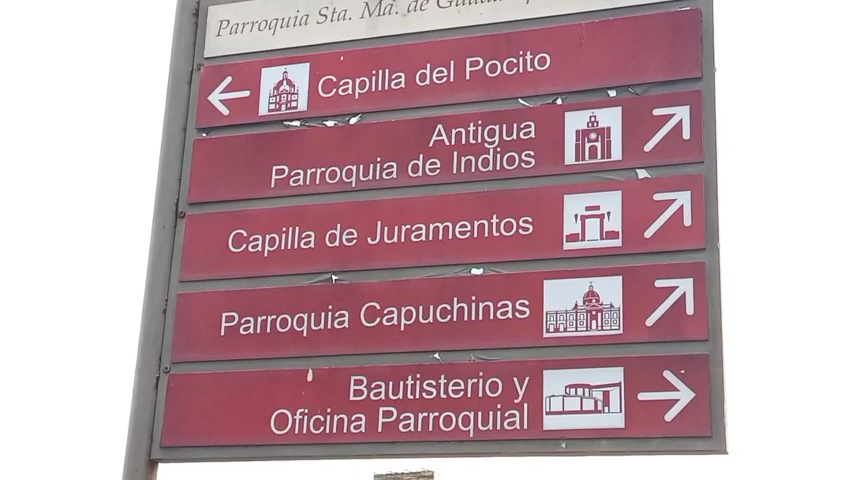 Parroquia Sta. Ma. de
Capilla del Pocito
Antigua
Parroquia de Indios
Capilla de Juramentos
Parroquia Capuchinas
Bautisterio y
Oficina Parroquial